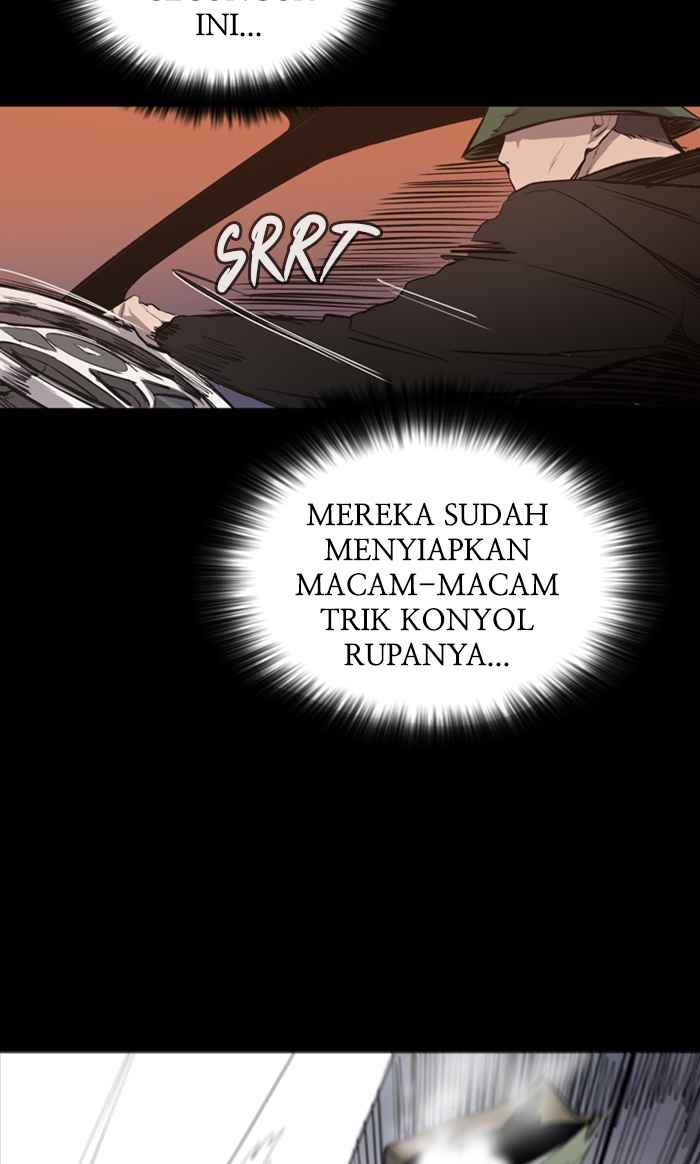 INI...
SRRT
MEREKA SUDAH
MENYIAPKAN
MACAM-MACAM
TRIK KONYOL
RUPANYA...